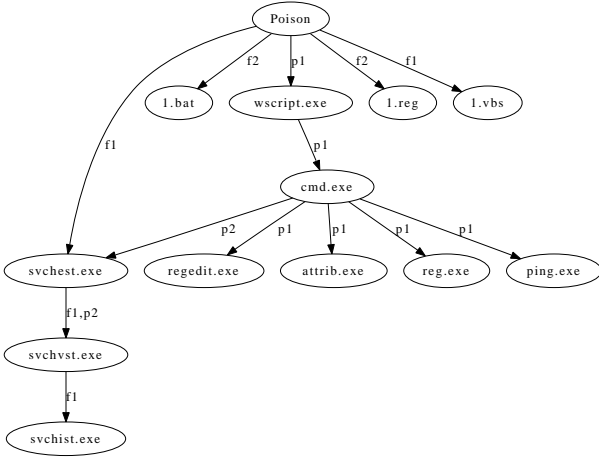 Poison
f2
p1
f2
f1
1.bat
wscript.exe
1.reg
1.vbs
f1
p1
cmd.exe
p2
p1
p1
p1
p1
svchest.exe
regedit.exe
attrib.exe
reg.exe
ping.exe
f1,p2
svchvst.exe
f1
svchist.exe